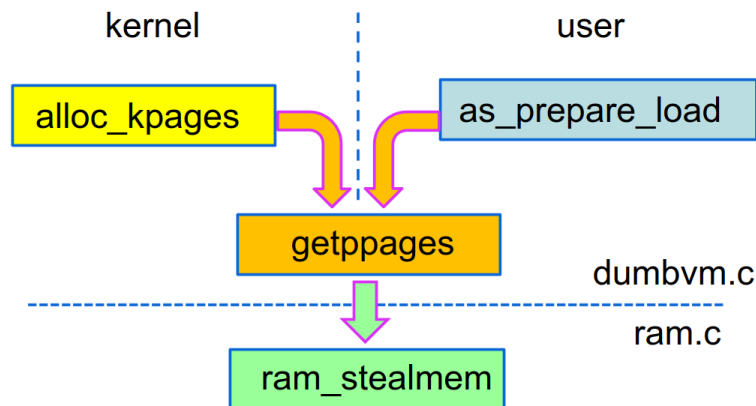 kernel
user
alloc_kpages
as_prepare_load
getppages
dumbvm.c
ram.c
ram_stealmem